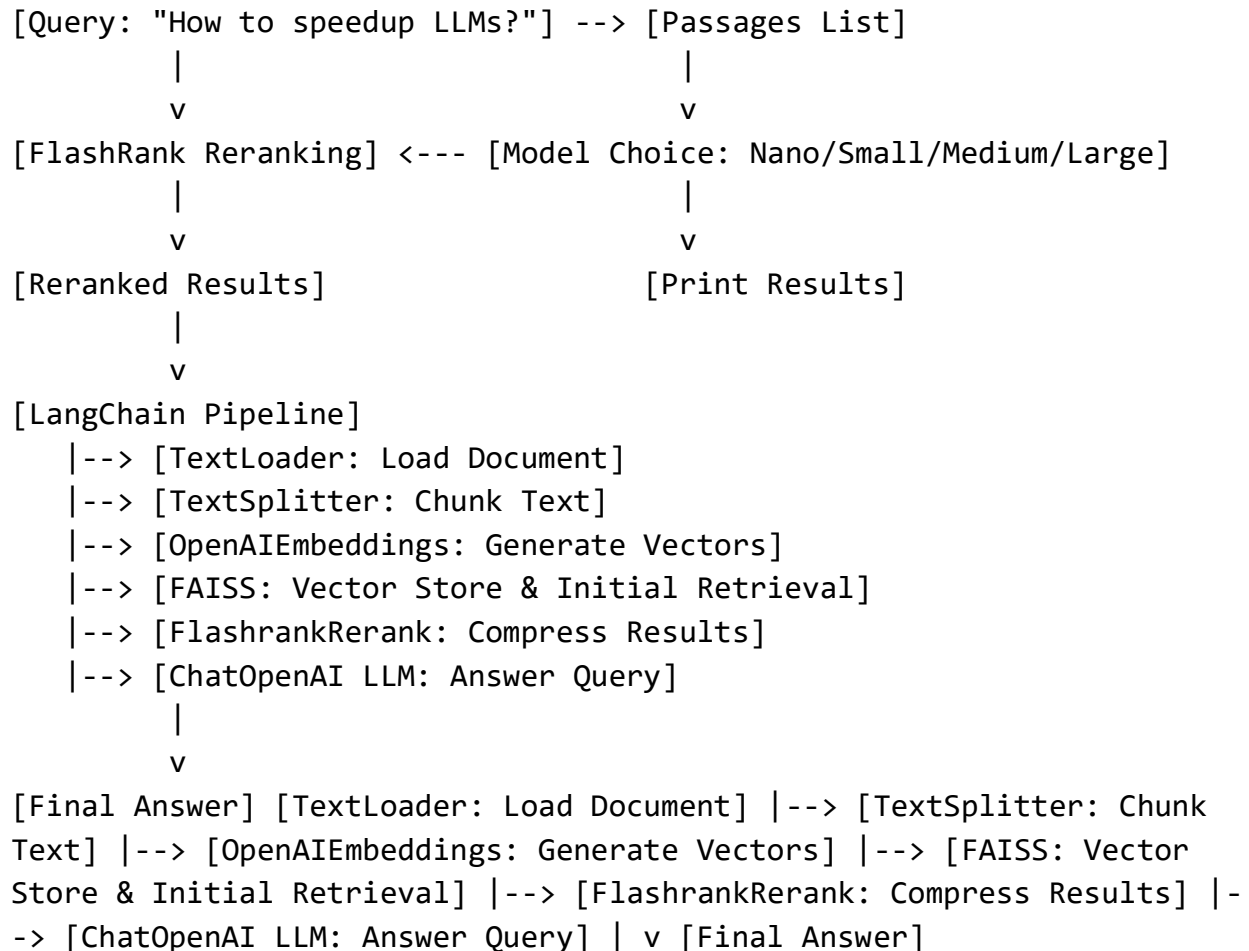 [Query: "How to speedup LLMs?"] --> [Passages List]
         |                                 |
         v                                 v
[FlashRank Reranking] <--- [Model Choice: Nano/Small/Medium/Large]
         |                                 |
         v                                 v
[Reranked Results]                     [Print Results]
         |
         v
[LangChain Pipeline]
   |--> [TextLoader: Load Document]
   |--> [TextSplitter: Chunk Text]
   |--> [OpenAIEmbeddings: Generate Vectors]
   |--> [FAISS: Vector Store & Initial Retrieval]
   |--> [FlashrankRerank: Compress Results]
   |--> [ChatOpenAI LLM: Answer Query]
         |
         v
[Final Answer] [TextLoader: Load Document] |--> [TextSplitter: Chunk
Text] |--> [OpenAIEmbeddings: Generate Vectors] |--> [FAISS: Vector
Store & Initial Retrieval] |--> [FlashrankRerank: Compress Results] |-
-> [ChatOpenAI LLM: Answer Query] | v [Final Answer]